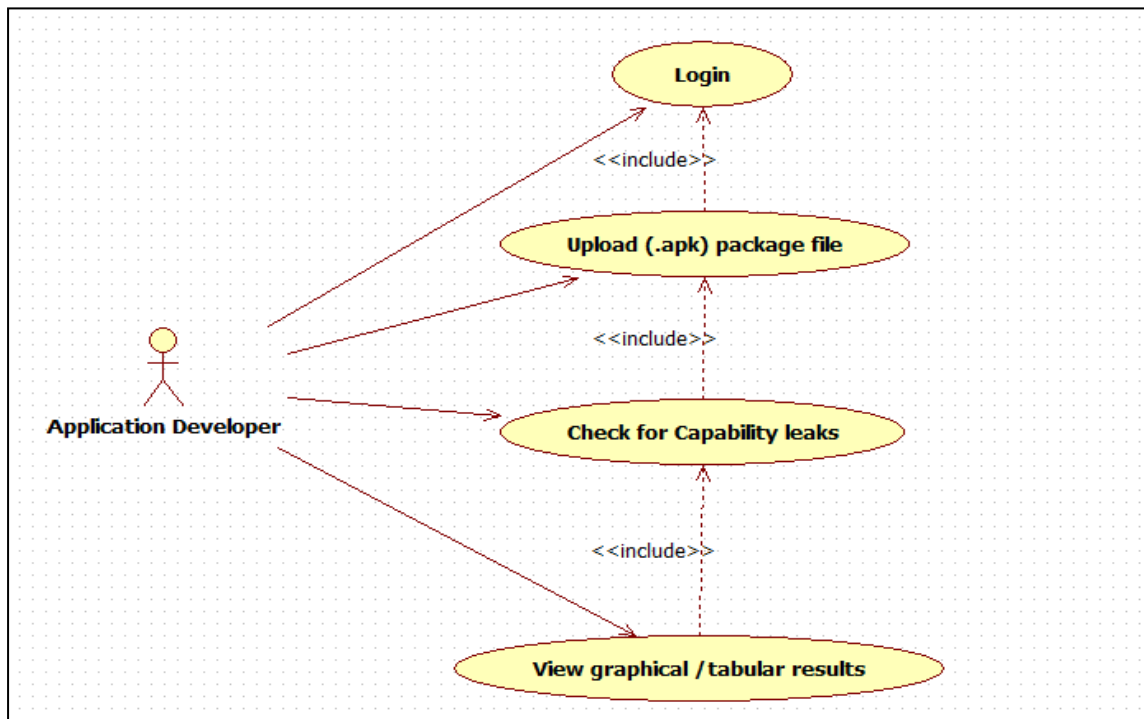 Login
<<include>>
Upload (.apk) package file
<<include>>
Application Developer
Check for Capability leaks
<<include>>
View graphical / tabular results